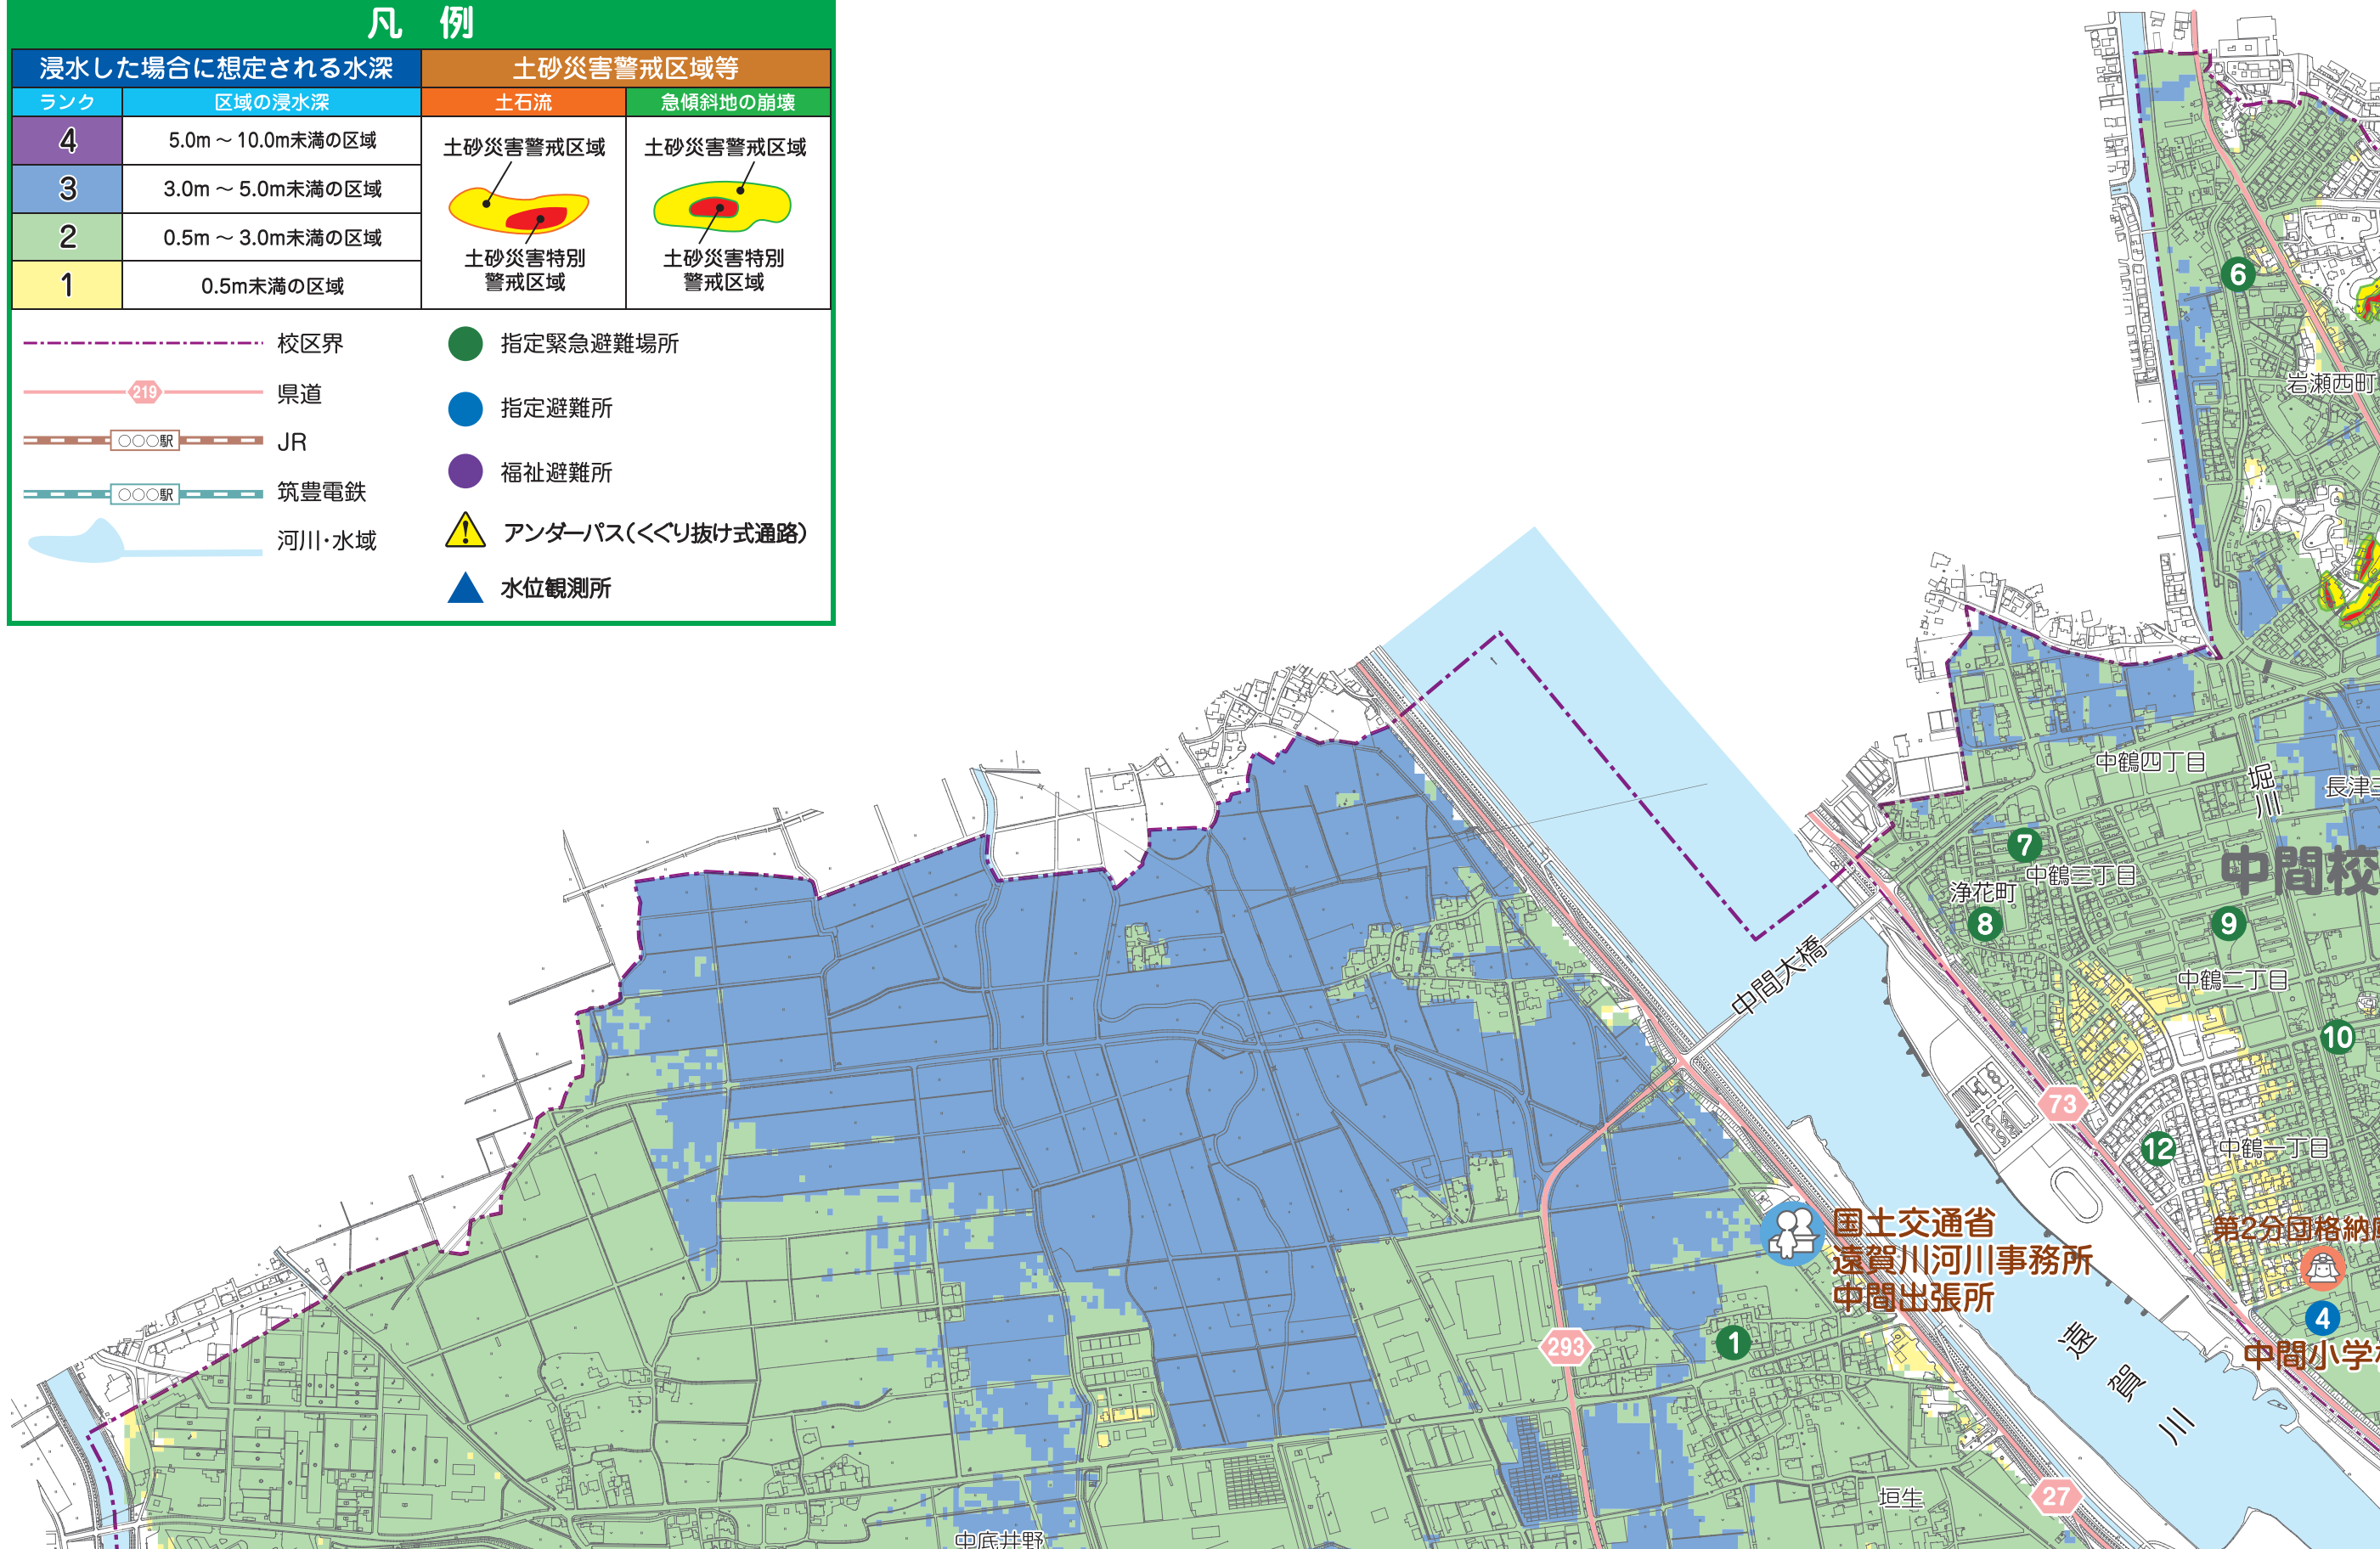 凡 例
浸水した場合に想定される水深
土砂災害警戒区域等
ランク
区域の浸水深
土石流
急傾斜地の崩壊
4
5.0m～10.0m未満の区域
3
3.0m～5.0m未満の区域
2
0.5m～3.0m未満の区域
1
0.5m未満の区域
土砂災害警戒区域
土砂災害特別
警戒区域
土砂災害警戒区域
土砂災害特別
警戒区域
校区界
219
県道
○○○駅
JR
○○○駅
筑豊電鉄
河川・水域
指定緊急避難場所
指定避難所
福祉避難所
アンダーパス(くぐり抜け式通路)
水位観測所
6
岩瀬西町
中鶴四丁目
堀川
長津
7
中鶴三丁目
中間校
浄花町
8
9
中間大橋
中鶴二丁目
10
73
12
中鶴一丁目
国土交通省
遠賀川河川事務所
中間出張所
第2分団格納
4
中間小学
293
1
遠賀川
27
垣生
中底井野